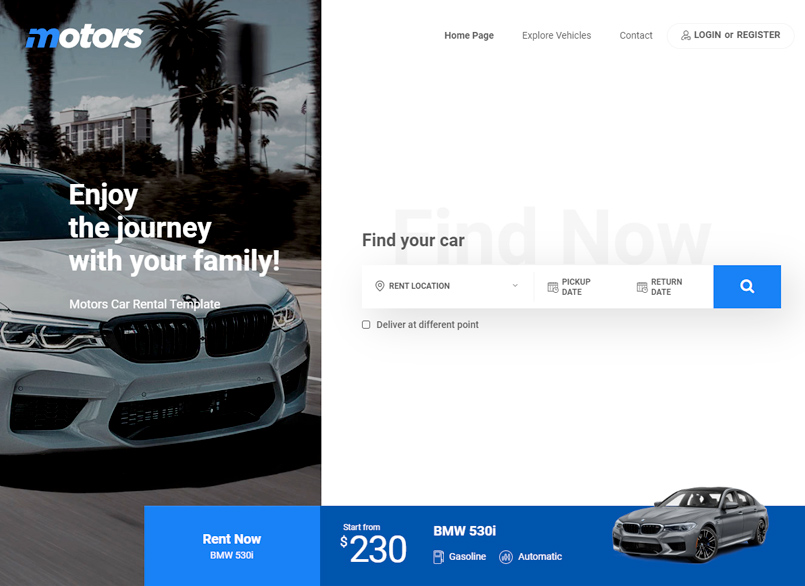 motors
Home Page
Explore Vehicles
Contact
LOGIN or REGISTER
Enjoy
the journey
with your family!
Motors Car Rental Template
Find Now
Find your car
RENT LOCATION
PICKUP
DATE
RETURN
DATE
Deliver at different point
Rent Now
BMW 530i
Start from
$230
BMW 530i
Gasoline
Automatic